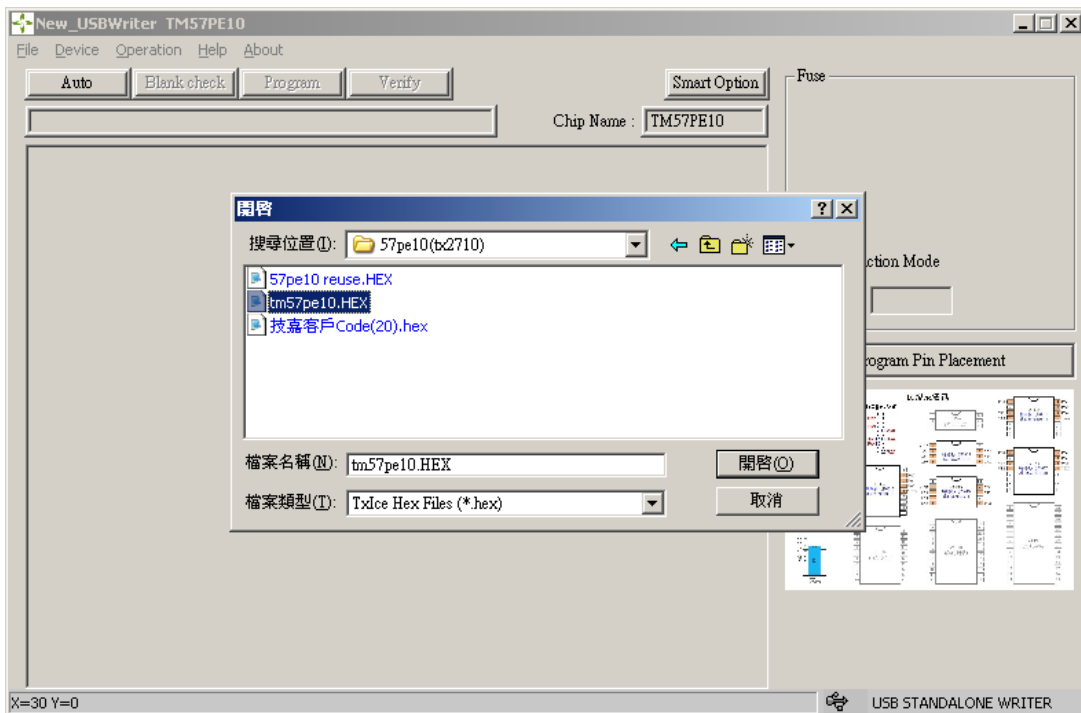 New_USBWriter TM57PE10
File Device Operation Help About
Auto Blank check Program Verify Smart Option
Fuse
Chip Name : TM57PE10
開啓
搜尋位置(I): 57pe10(tx2710)
57pe10 reuse.HEX
tm57pe10.HEX
技嘉客戶Code(20).hex
ction Mode
rogram Pin Placement
檔案名稱(N): tm57pe10.HEX 開啓(O)
檔案類型(T): TxIce Hex Files (*.hex) 取消
X=30 Y=0 USB STANDALONE WRITER